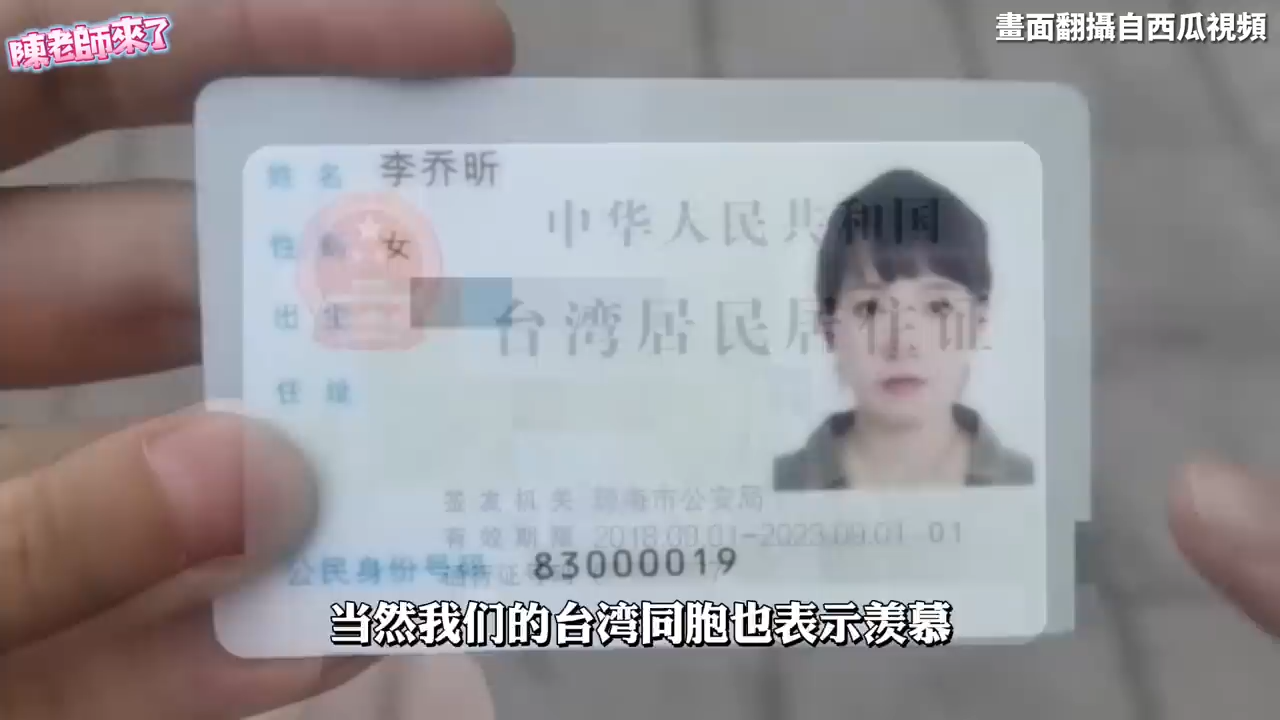 陳老師來了
畫面翻攝自西瓜視頻
姓 名 李乔昕
中华人民共和国
性 别 女
出 生
台湾居民居住证
住 址
签发机关
市公安局
有效期限 2018.09.01-2023.09.01
公民身份号码 83000019
当然我们的台湾同胞也表示羡慕